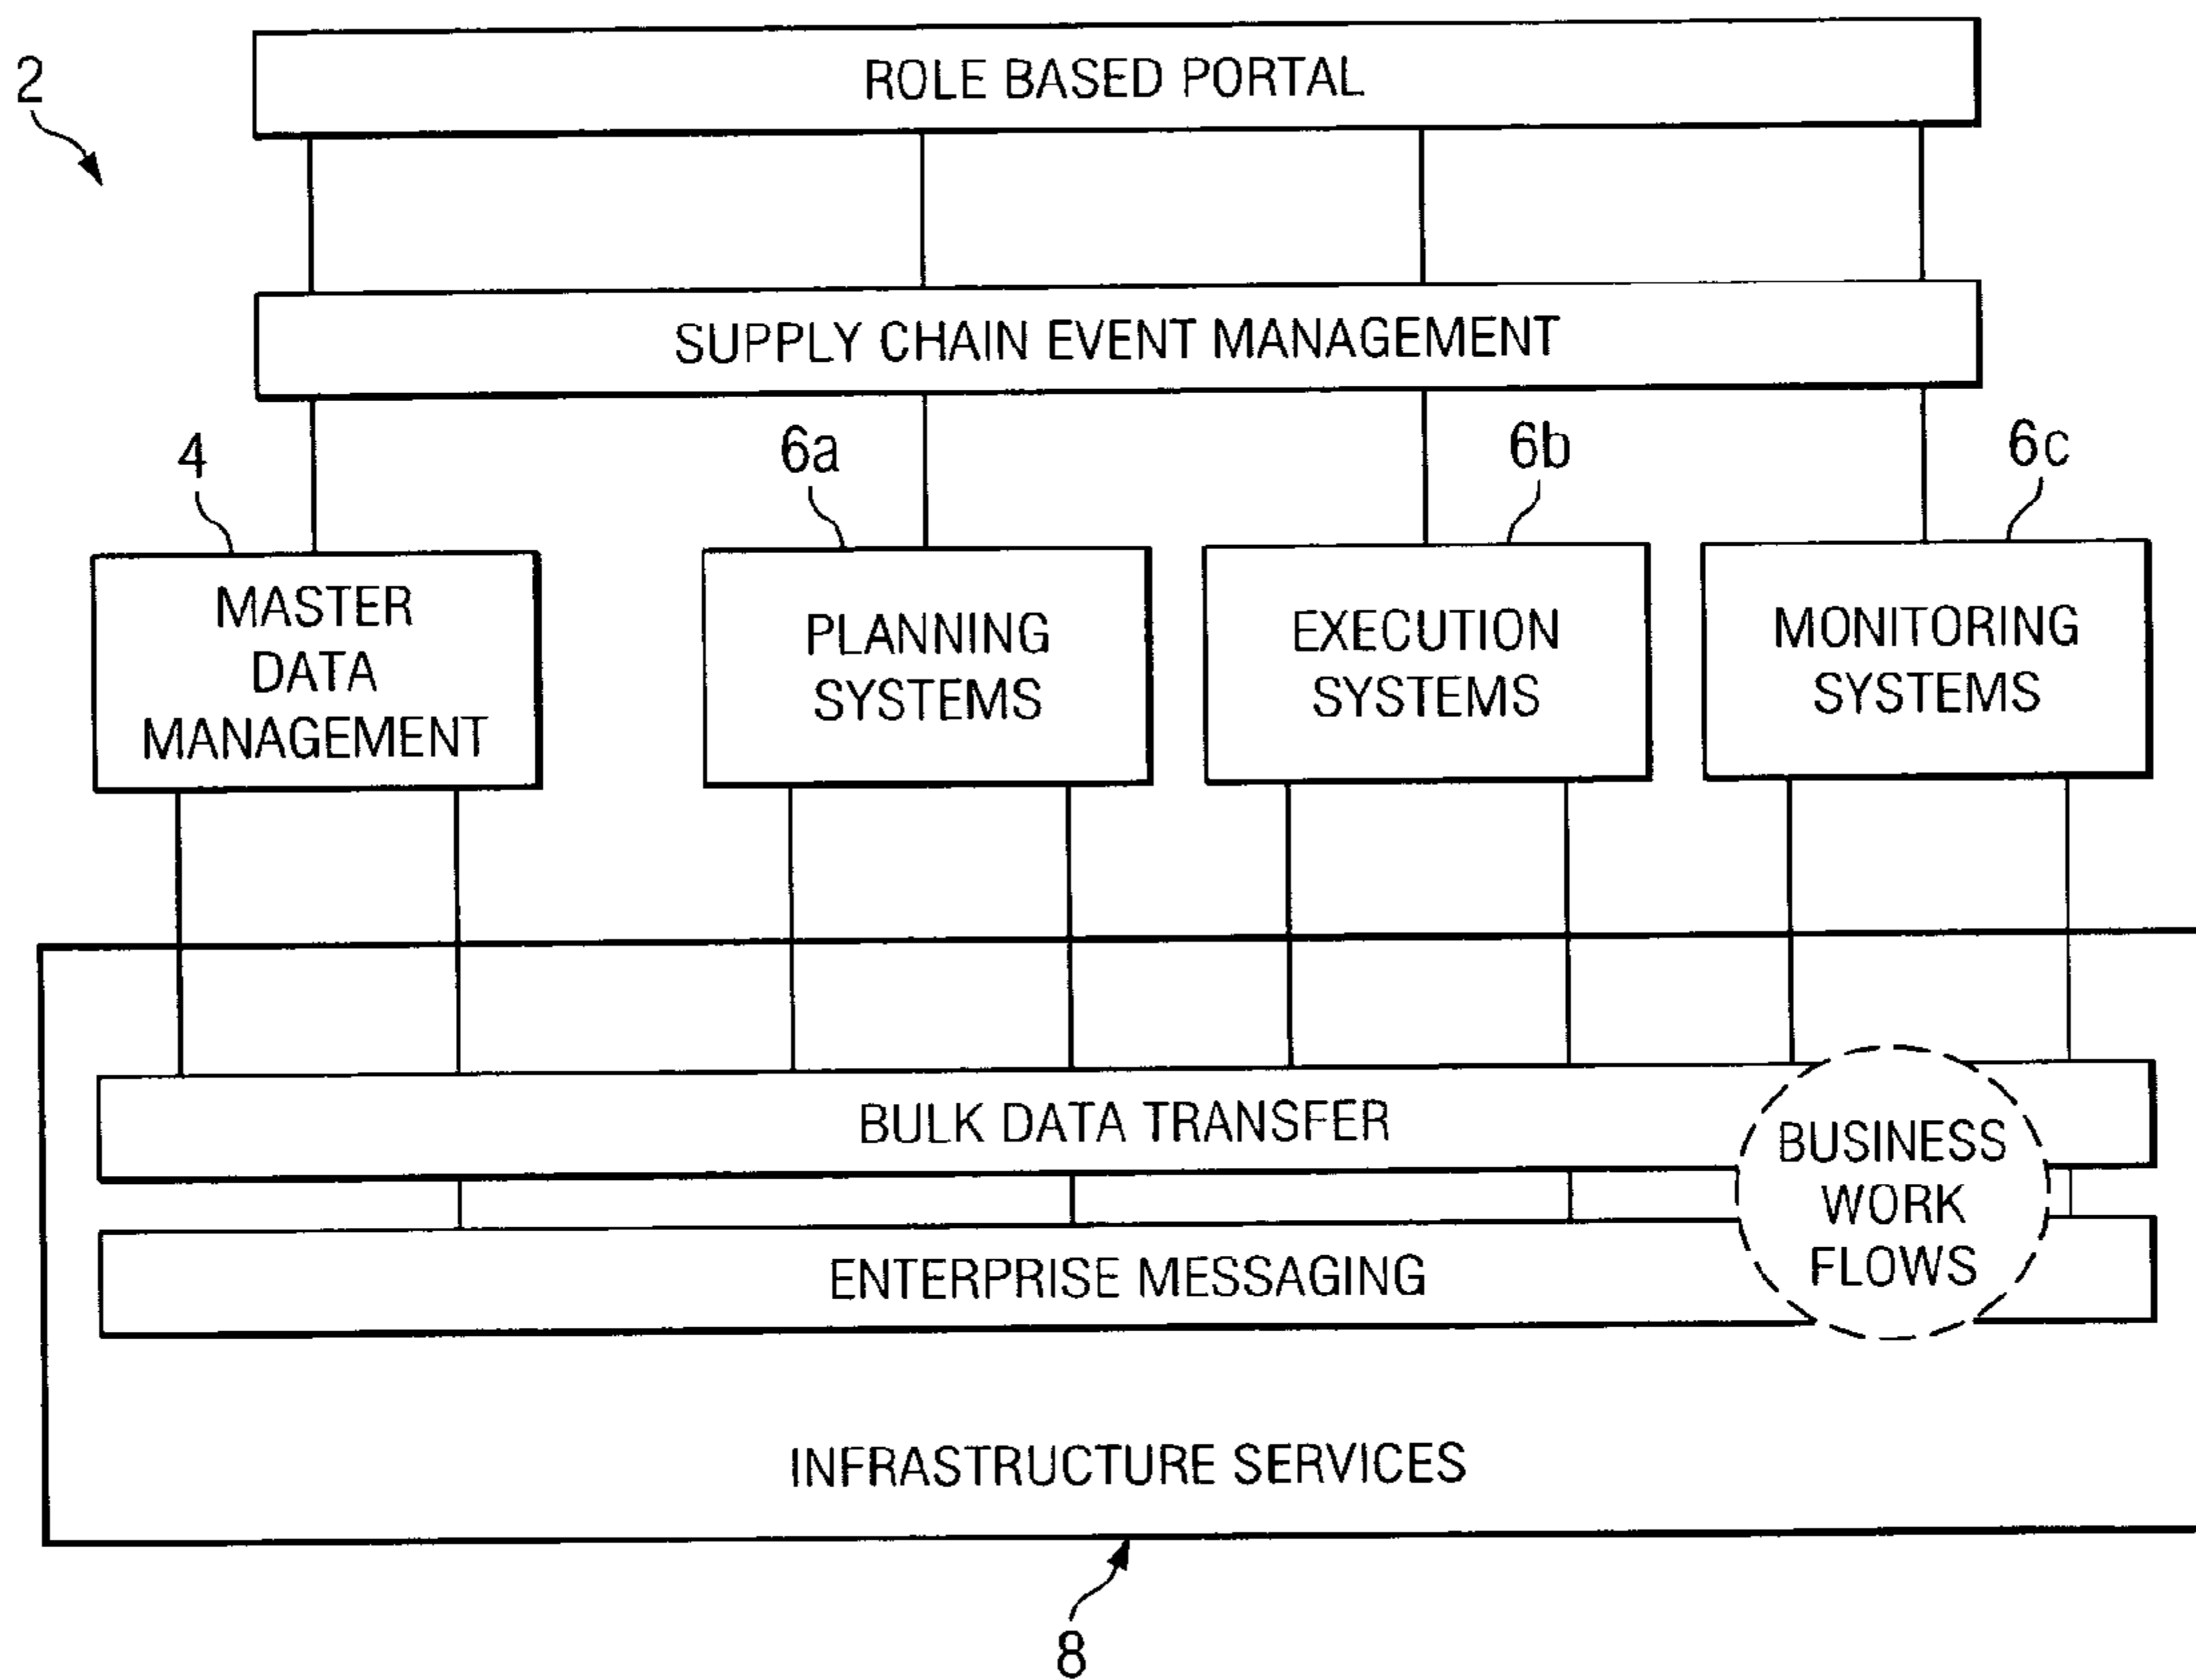 2
ROLE BASED PORTAL
SUPPLY CHAIN EVENT MANAGEMENT
4
6a
6b
6c
MASTER
DATA
MANAGEMENT
PLANNING
SYSTEMS
EXECUTION
SYSTEMS
MONITORING
SYSTEMS
BULK DATA TRANSFER
BUSINESS
WORK
FLOWS
ENTERPRISE MESSAGING
INFRASTRUCTURE SERVICES
8